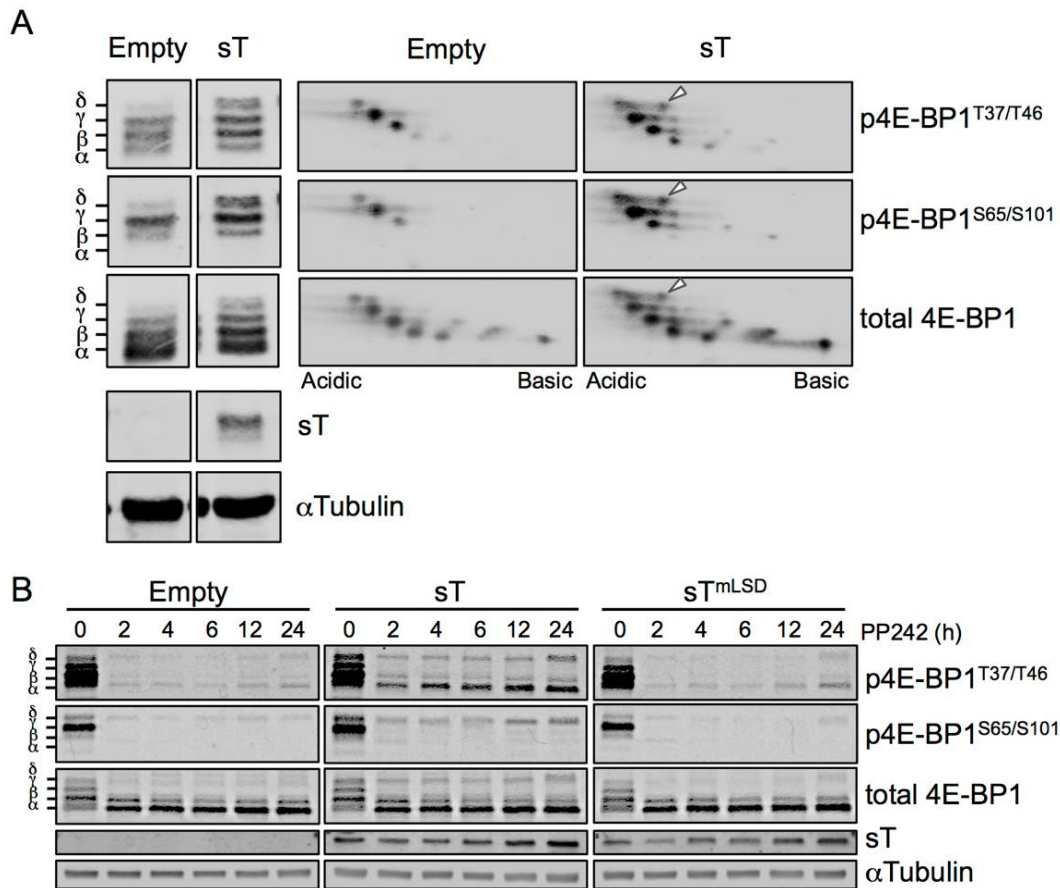 A
Empty sT Empty sT
δ
γ
β
α
p4E-BP1T37/T46
δ
γ
β
α
p4E-BP1S65/S101
δ
γ
β
α
total 4E-BP1
Acidic Basic Acidic Basic
sT
αTubulin
B
Empty sT sTmLSD
0 2 4 6 12 24 0 2 4 6 12 24 0 2 4 6 12 24 PP242 (h)
δ
γ
β
α
p4E-BP1T37/T46
δ
γ
β
α
p4E-BP1S65/S101
δ
γ
β
α
total 4E-BP1
sT
αTubulin